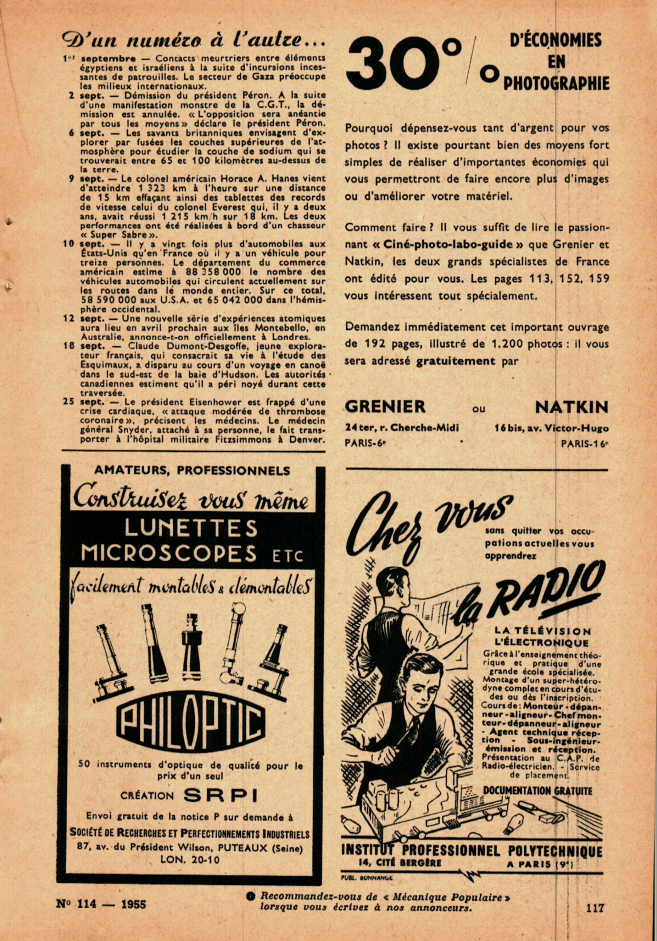 D'un numéro à l'autre...
1er septembre — Contacts meurtriers entre éléments
égyptiens et israéliens à la suite d'incursions inces-
santes de patrouilles. Le secteur de Gaza préoccupe
les milieux internationaux.
2 sept. — Démission du président Péron. A la suite
d'une manifestation monstre de la C.G.T., la dé-
mission est annulée. « L'opposition sera anéantie
par tous les moyens » déclare le président Péron.
6 sept. — Les savants britanniques envisagent d'ex-
plorer par fusées les couches supérieures de l'at-
mosphère pour étudier la couche de sodium qui se
trouverait entre 65 et 100 kilomètres au-dessus de
la terre.
9 sept. — Le colonel américain Horace A. Hanes vient
d'atteindre 1 323 km à l'heure sur une distance
de 15 km effaçant ainsi des tablettes des records
de vitesse celui du colonel Everest qui, il y a deux
ans, avait réussi 1 215 km/h sur 18 km. Les deux
performances ont été réalisées à bord d'un chasseur
« Super Sabre ».
10 sept. — Il y a vingt fois plus d'automobiles aux
États-Unis qu'en France où il y a un véhicule pour
treize personnes. Le département du commerce
américain estime à 88 358 000 le nombre des
véhicules automobiles qui circulent actuellement sur
les routes dans le monde entier. Sur ce total,
58 590 000 aux U.S.A. et 65 042 000 dans l'hémis-
phère occidental.
12 sept. — Une nouvelle série d'expériences atomiques
aura lieu en avril prochain aux îles Montebello, en
Australie, annonce-t-on officiellement à Londres.
18 sept. — Claude Dumont-Desgoffe, jeune explora-
teur français, qui consacrait sa vie à l'étude des
Esquimaux, a disparu au cours d'un voyage en canoë
dans le sud-est de la baie d'Hudson. Les autorités
canadiennes estiment qu'il a péri noyé durant cette
traversée.
25 sept. — Le président Eisenhower est frappé d'une
crise cardiaque, « attaque modérée de thrombose
coronaire », précisent les médecins. Le médecin
général Snyder, attaché à sa personne, le fait trans-
porter à l'hôpital militaire Fitzsimmons à Denver.
30% D'ÉCONOMIES
EN
PHOTOGRAPHIE
Pourquoi dépensez-vous tant d'argent pour vos
photos ? Il existe pourtant bien des moyens fort
simples de réaliser d'importantes économies qui
vous permettront de faire encore plus d'images
ou d'améliorer votre matériel.
Comment faire ? Il vous suffit de lire le passion-
nant « Ciné-photo-labo-guide » que Grenier et
Natkin, les deux grands spécialistes de France
ont édité pour vous. Les pages 113, 152, 159
vous intéressent tout spécialement.
Demandez immédiatement cet important ouvrage
de 192 pages, illustré de 1.200 photos : il vous
sera adressé gratuitement par
GRENIER ou NATKIN
24 ter, r. Cherche-Midi 16 bis, av. Victor-Hugo
PARIS-6e PARIS-16e
AMATEURS, PROFESSIONNELS
Construisez vous même
LUNETTES
MICROSCOPES ETC
facilement montables & démontables
PHILOPTIC
50 instruments d'optique de qualité pour le
prix d'un seul
CRÉATION SRPI
Envoi gratuit de la notice P sur demande à
SOCIÉTÉ DE RECHERCHES ET PERFECTIONNEMENTS INDUSTRIELS
87, av. du Président Wilson, PUTEAUX (Seine)
LON. 20-10
Chez vous
sans quitter vos occu-
pations actuelles vous
apprendrez
la RADIO
LA TÉLÉVISION
L'ÉLECTRONIQUE
Grâce à l'enseignement théo-
rique et pratique d'une
grande école spécialisée.
Montage d'un super-hétéro-
dyne complet en cours d'étu-
des ou dès l'inscription.
Cours de : Monteur - dépan-
neur - aligneur - Chef mon-
teur - dépanneur - aligneur
- Agent technique récep-
tion - Sous-ingénieur-
émission et réception.
Présentation au C.A.P. de
Radio-électricien. - Service
de placement.
DOCUMENTATION GRATUITE
INSTITUT PROFESSIONNEL POLYTECHNIQUE
14, CITÉ BERGÈRE A PARIS (9e)
PUBL. BONNANGE
N° 114 — 1955
Recommandez-vous de « Mécanique Populaire »
lorsque vous écrivez à nos annonceurs.
117